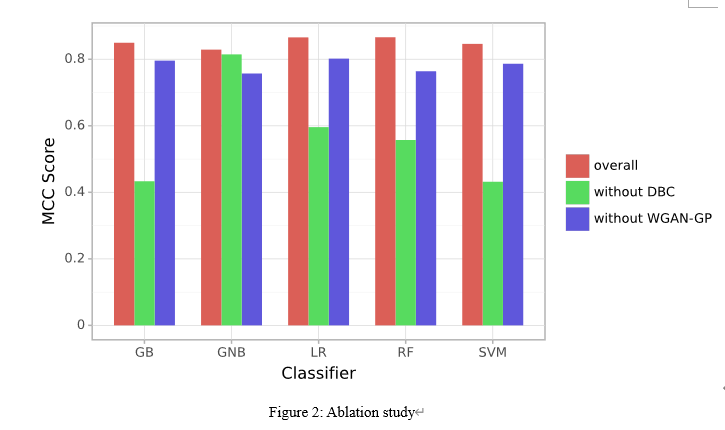 MCC Score
0.8
0.6
0.4
0.2
0
GB GNB LR RF SVM
Classifier
overall
without DBC
without WGAN-GP
Figure 2: Ablation study